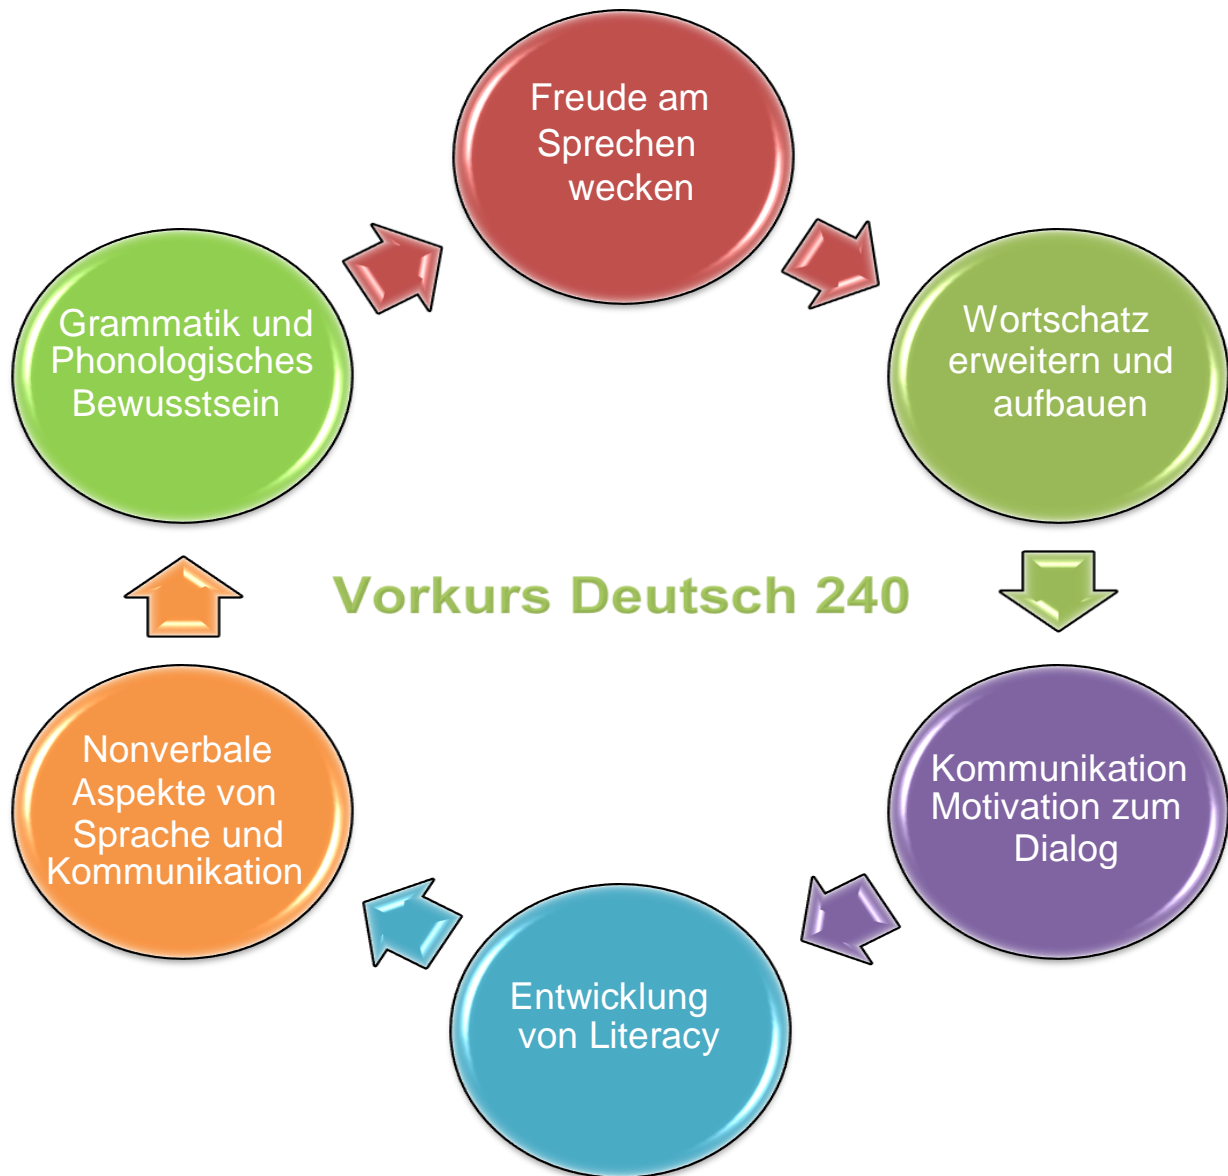 Freude am
Sprechen
wecken
Wortschatz
erweitern und
aufbauen
Kommunikation
Motivation zum
Dialog
Entwicklung
von Literacy
Nonverbale
Aspekte von
Sprache und
Kommunikation
Grammatik und
Phonologisches
Bewusstsein
Vorkurs Deutsch 240